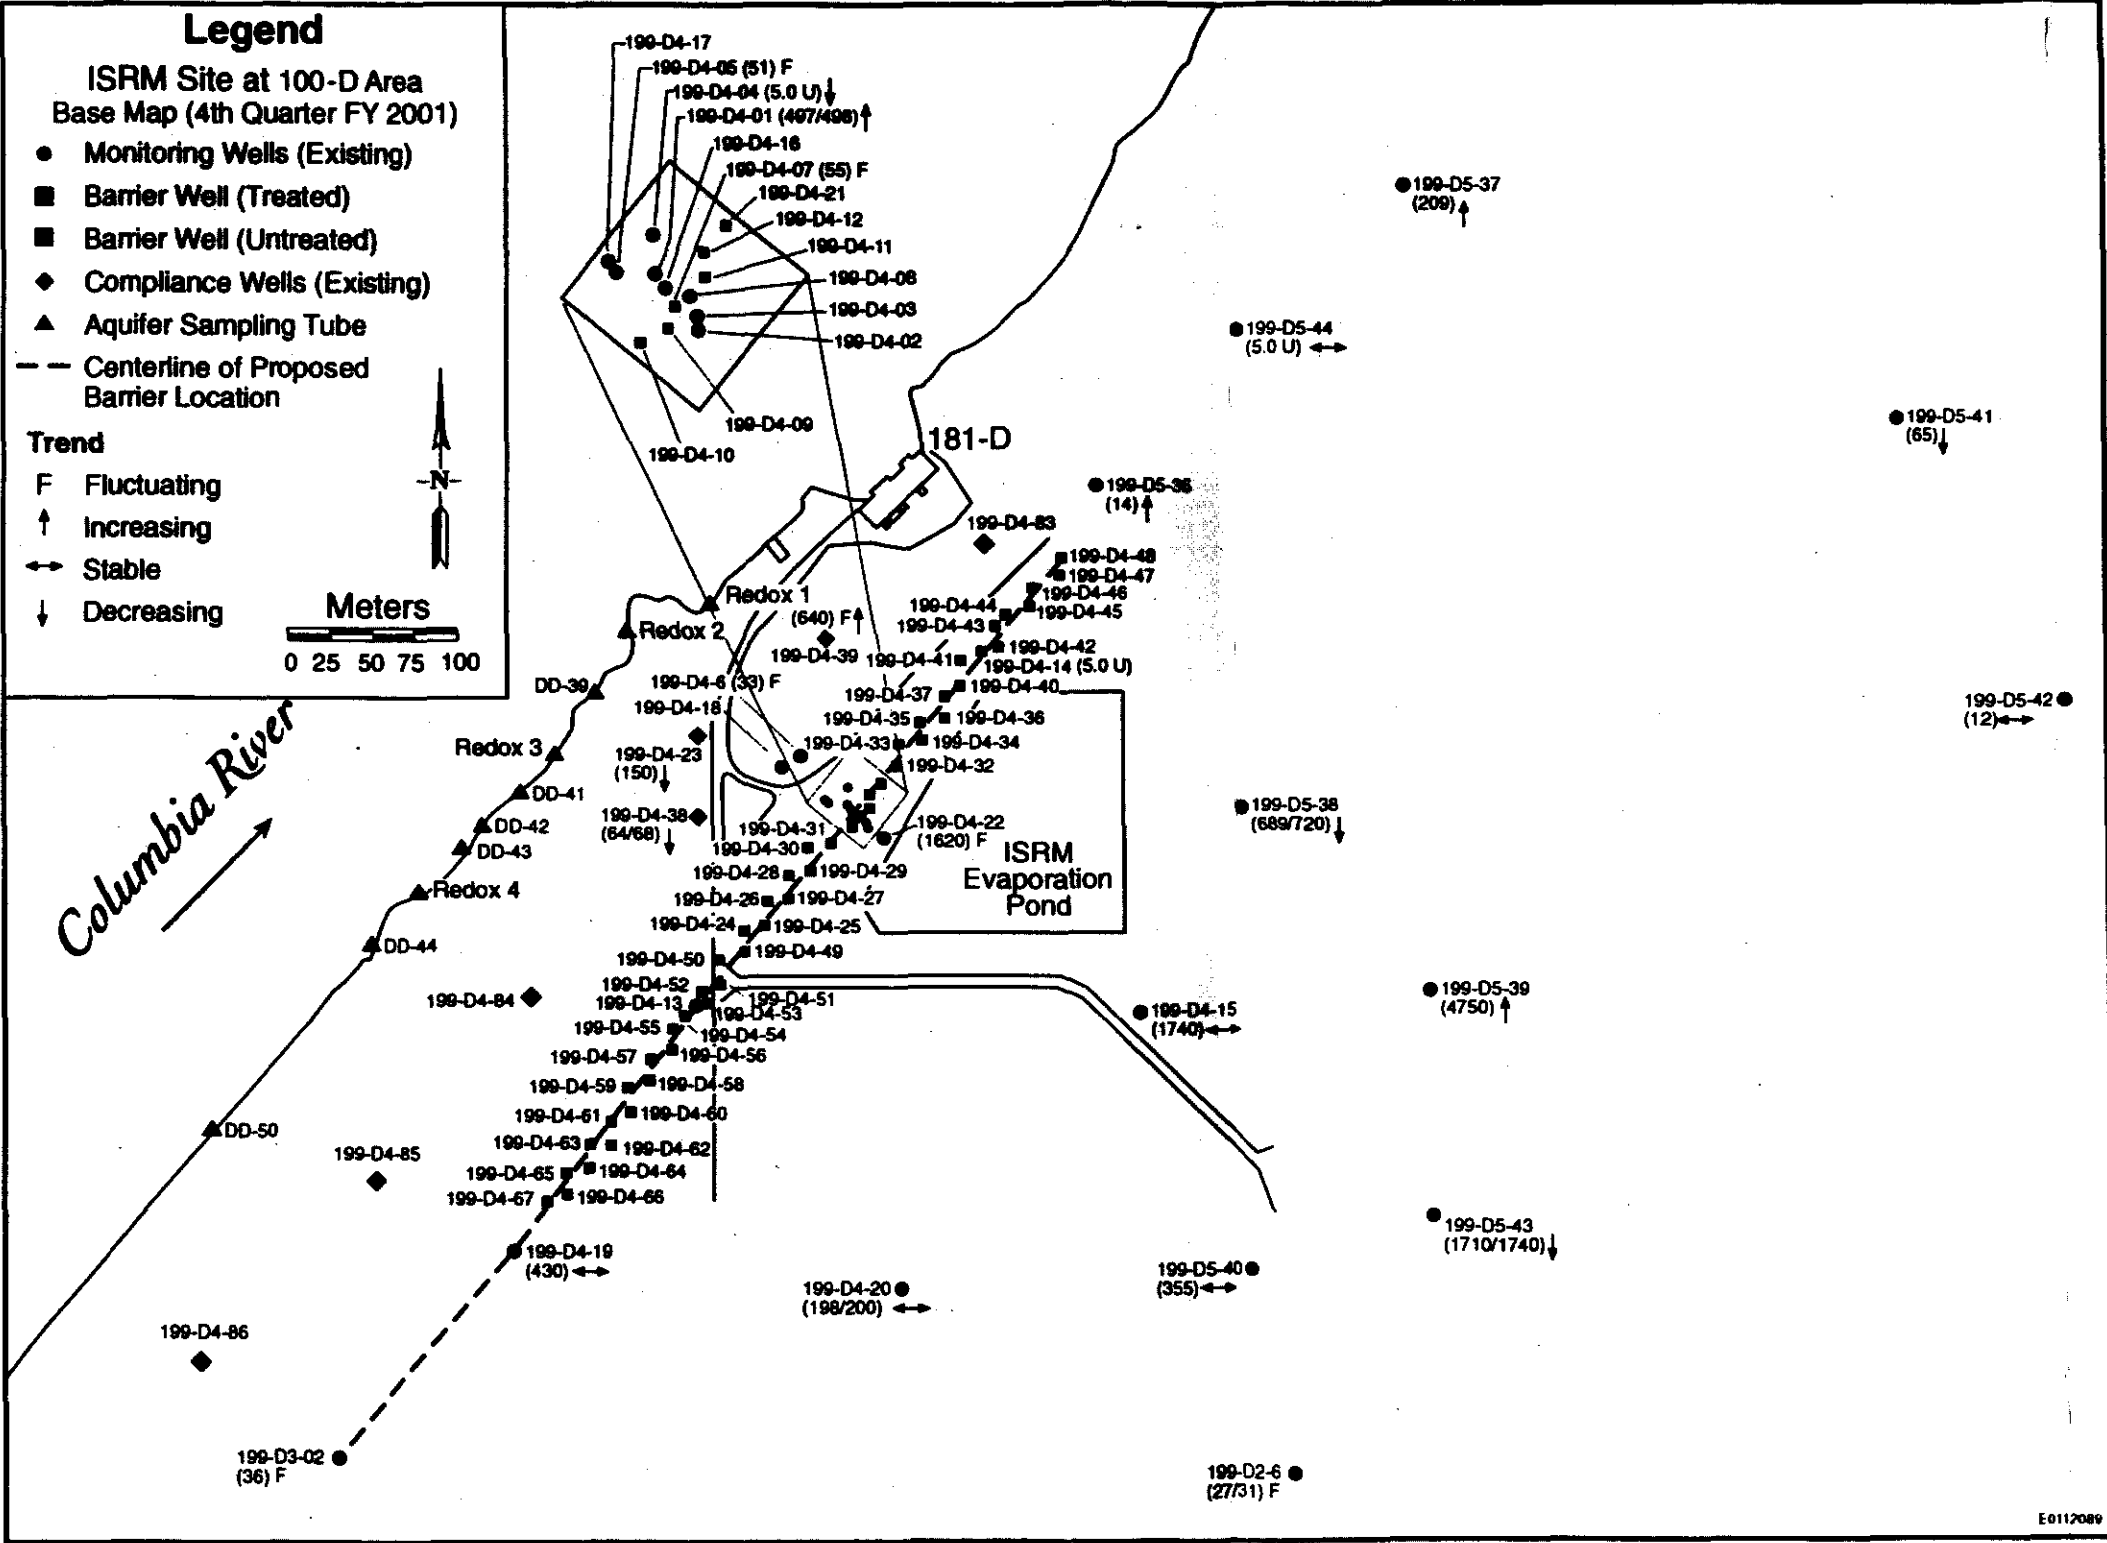 Legend
ISRM Site at 100-D Area
Base Map (4th Quarter FY 2001)
Monitoring Wells (Existing)
Barrier Well (Treated)
Barrier Well (Untreated)
Compliance Wells (Existing)
Aquifer Sampling Tube
Centerline of Proposed
Barrier Location
Trend
F Fluctuating
Increasing
Stable
Decreasing
-N-
Meters
0 25 50 75 100
199-D4-17
199-D4-05 (51) F
199-D4-04 (5.0 U)
199-D4-01 (497/498)
199-D4-16
199-D4-07 (55) F
199-D4-21
199-D4-12
199-D4-11
199-D4-08
199-D4-03
199-D4-02
199-D4-09
199-D4-10
181-D
199-D5-37
(209)
199-D5-44
(5.0 U)
199-D5-41
(65)
199-D5-36
(14)
199-D4-83
199-D4-48
199-D4-47
199-D4-46
199-D4-45
199-D4-44
199-D4-43
199-D4-42
199-D4-14 (5.0 U)
199-D4-41
199-D4-40
199-D4-37
199-D4-36
199-D4-35
199-D4-34
199-D4-33
199-D4-32
Redox 1
(640) F
199-D4-39
Redox 2
199-D4-6 (33) F
199-D4-18
DD-39
199-D4-23
(150)
Redox 3
DD-41
199-D4-38
(64/68)
DD-42
DD-43
Redox 4
DD-44
Columbia River
199-D5-42
(12)
199-D5-38
(689/720)
199-D4-22
(1620) F
ISRM
Evaporation
Pond
199-D4-31
199-D4-30
199-D4-28
199-D4-29
199-D4-26
199-D4-27
199-D4-24
199-D4-25
199-D4-49
199-D4-50
199-D4-52
199-D4-51
199-D4-13
199-D4-53
199-D4-55
199-D4-54
199-D4-57
199-D4-56
199-D4-59
199-D4-58
199-D4-61
199-D4-60
199-D4-63
199-D4-62
199-D4-65
199-D4-64
199-D4-67
199-D4-66
199-D4-84
199-D4-15
(1740)
199-D5-39
(4750)
DD-50
199-D4-85
199-D4-19
(430)
199-D4-20
(198/200)
199-D5-40
(355)
199-D5-43
(1710/1740)
199-D4-86
199-D3-02
(36) F
199-D2-6
(27/31) F
E0112089